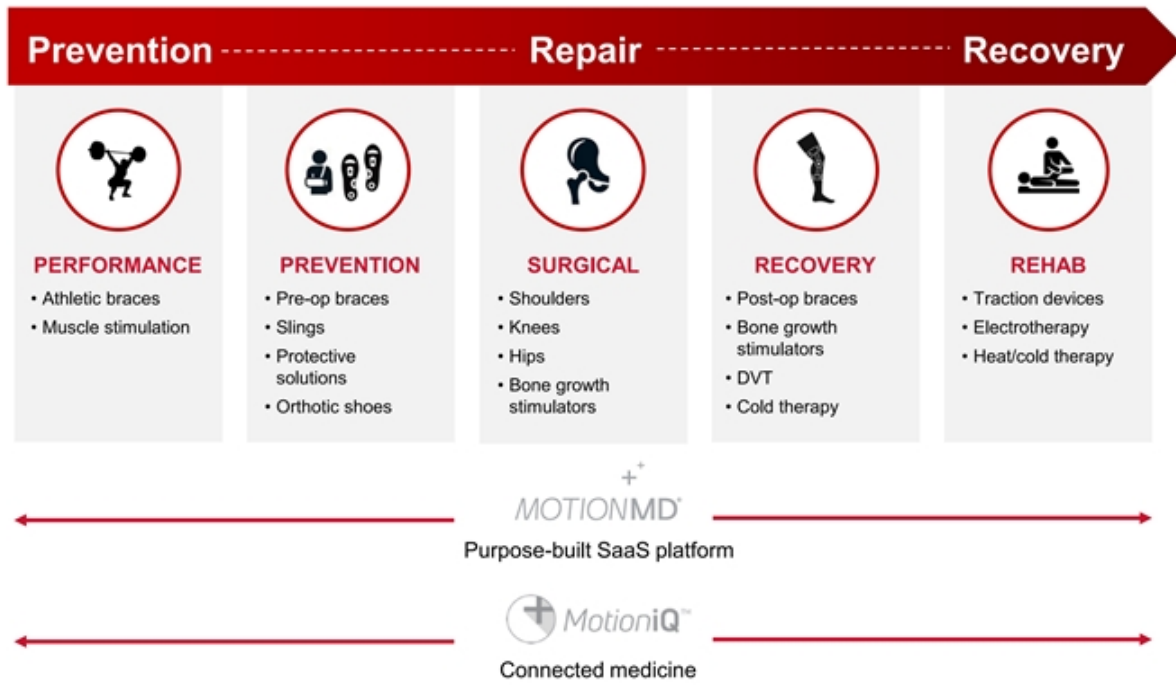 Prevention Repair Recovery
PERFORMANCE
• Athletic braces
• Muscle stimulation
PREVENTION
• Pre-op braces
• Slings
• Protective
solutions
• Orthotic shoes
SURGICAL
• Shoulders
• Knees
• Hips
• Bone growth
stimulators
RECOVERY
• Post-op braces
• Bone growth
stimulators
• DVT
• Cold therapy
REHAB
• Traction devices
• Electrotherapy
• Heat/cold therapy
MOTIONMD®
Purpose-built SaaS platform
MotioniQ™
Connected medicine